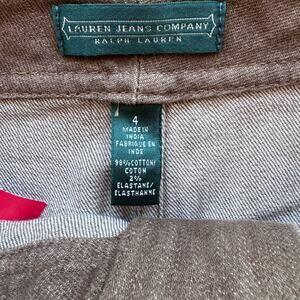 LAUREN JEANS COMPANY
RALPH LAUREN
4
MADE IN
INDIA
FABRIQUE EN
INDE
98%COTTON/
COTON
2%
ELASTANE/
ELASTHANNE